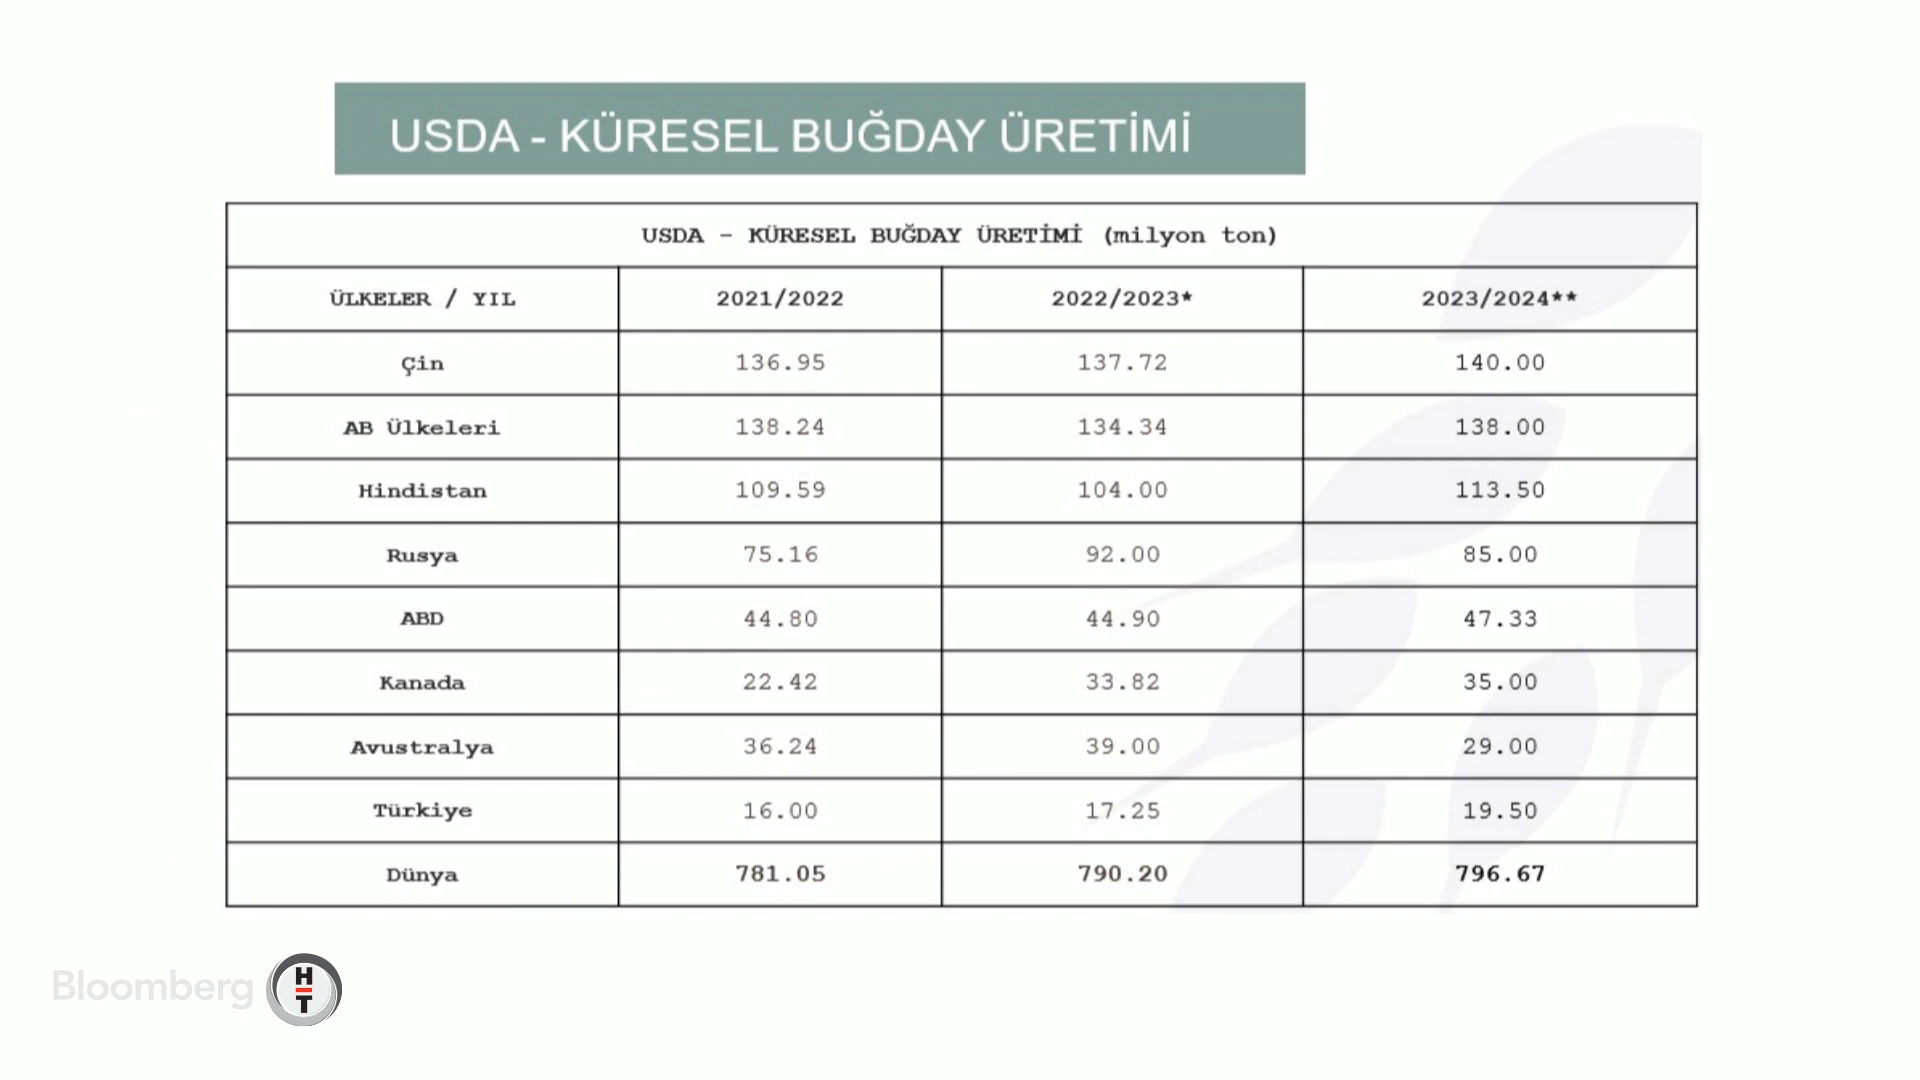 USDA - KÜRESEL BUĞDAY ÜRETİMİ
USDA - KÜRESEL BUĞDAY ÜRETİMİ (milyon ton)
ÜLKELER / YIL 2021/2022 2022/2023* 2023/2024**
Çin 136.95 137.72 140.00
AB Ülkeleri 138.24 134.34 138.00
Hindistan 109.59 104.00 113.50
Rusya 75.16 92.00 85.00
ABD 44.80 44.90 47.33
Kanada 22.42 33.82 35.00
Avustralya 36.24 39.00 29.00
Türkiye 16.00 17.25 19.50
Dünya 781.05 790.20 796.67
Bloomberg HT